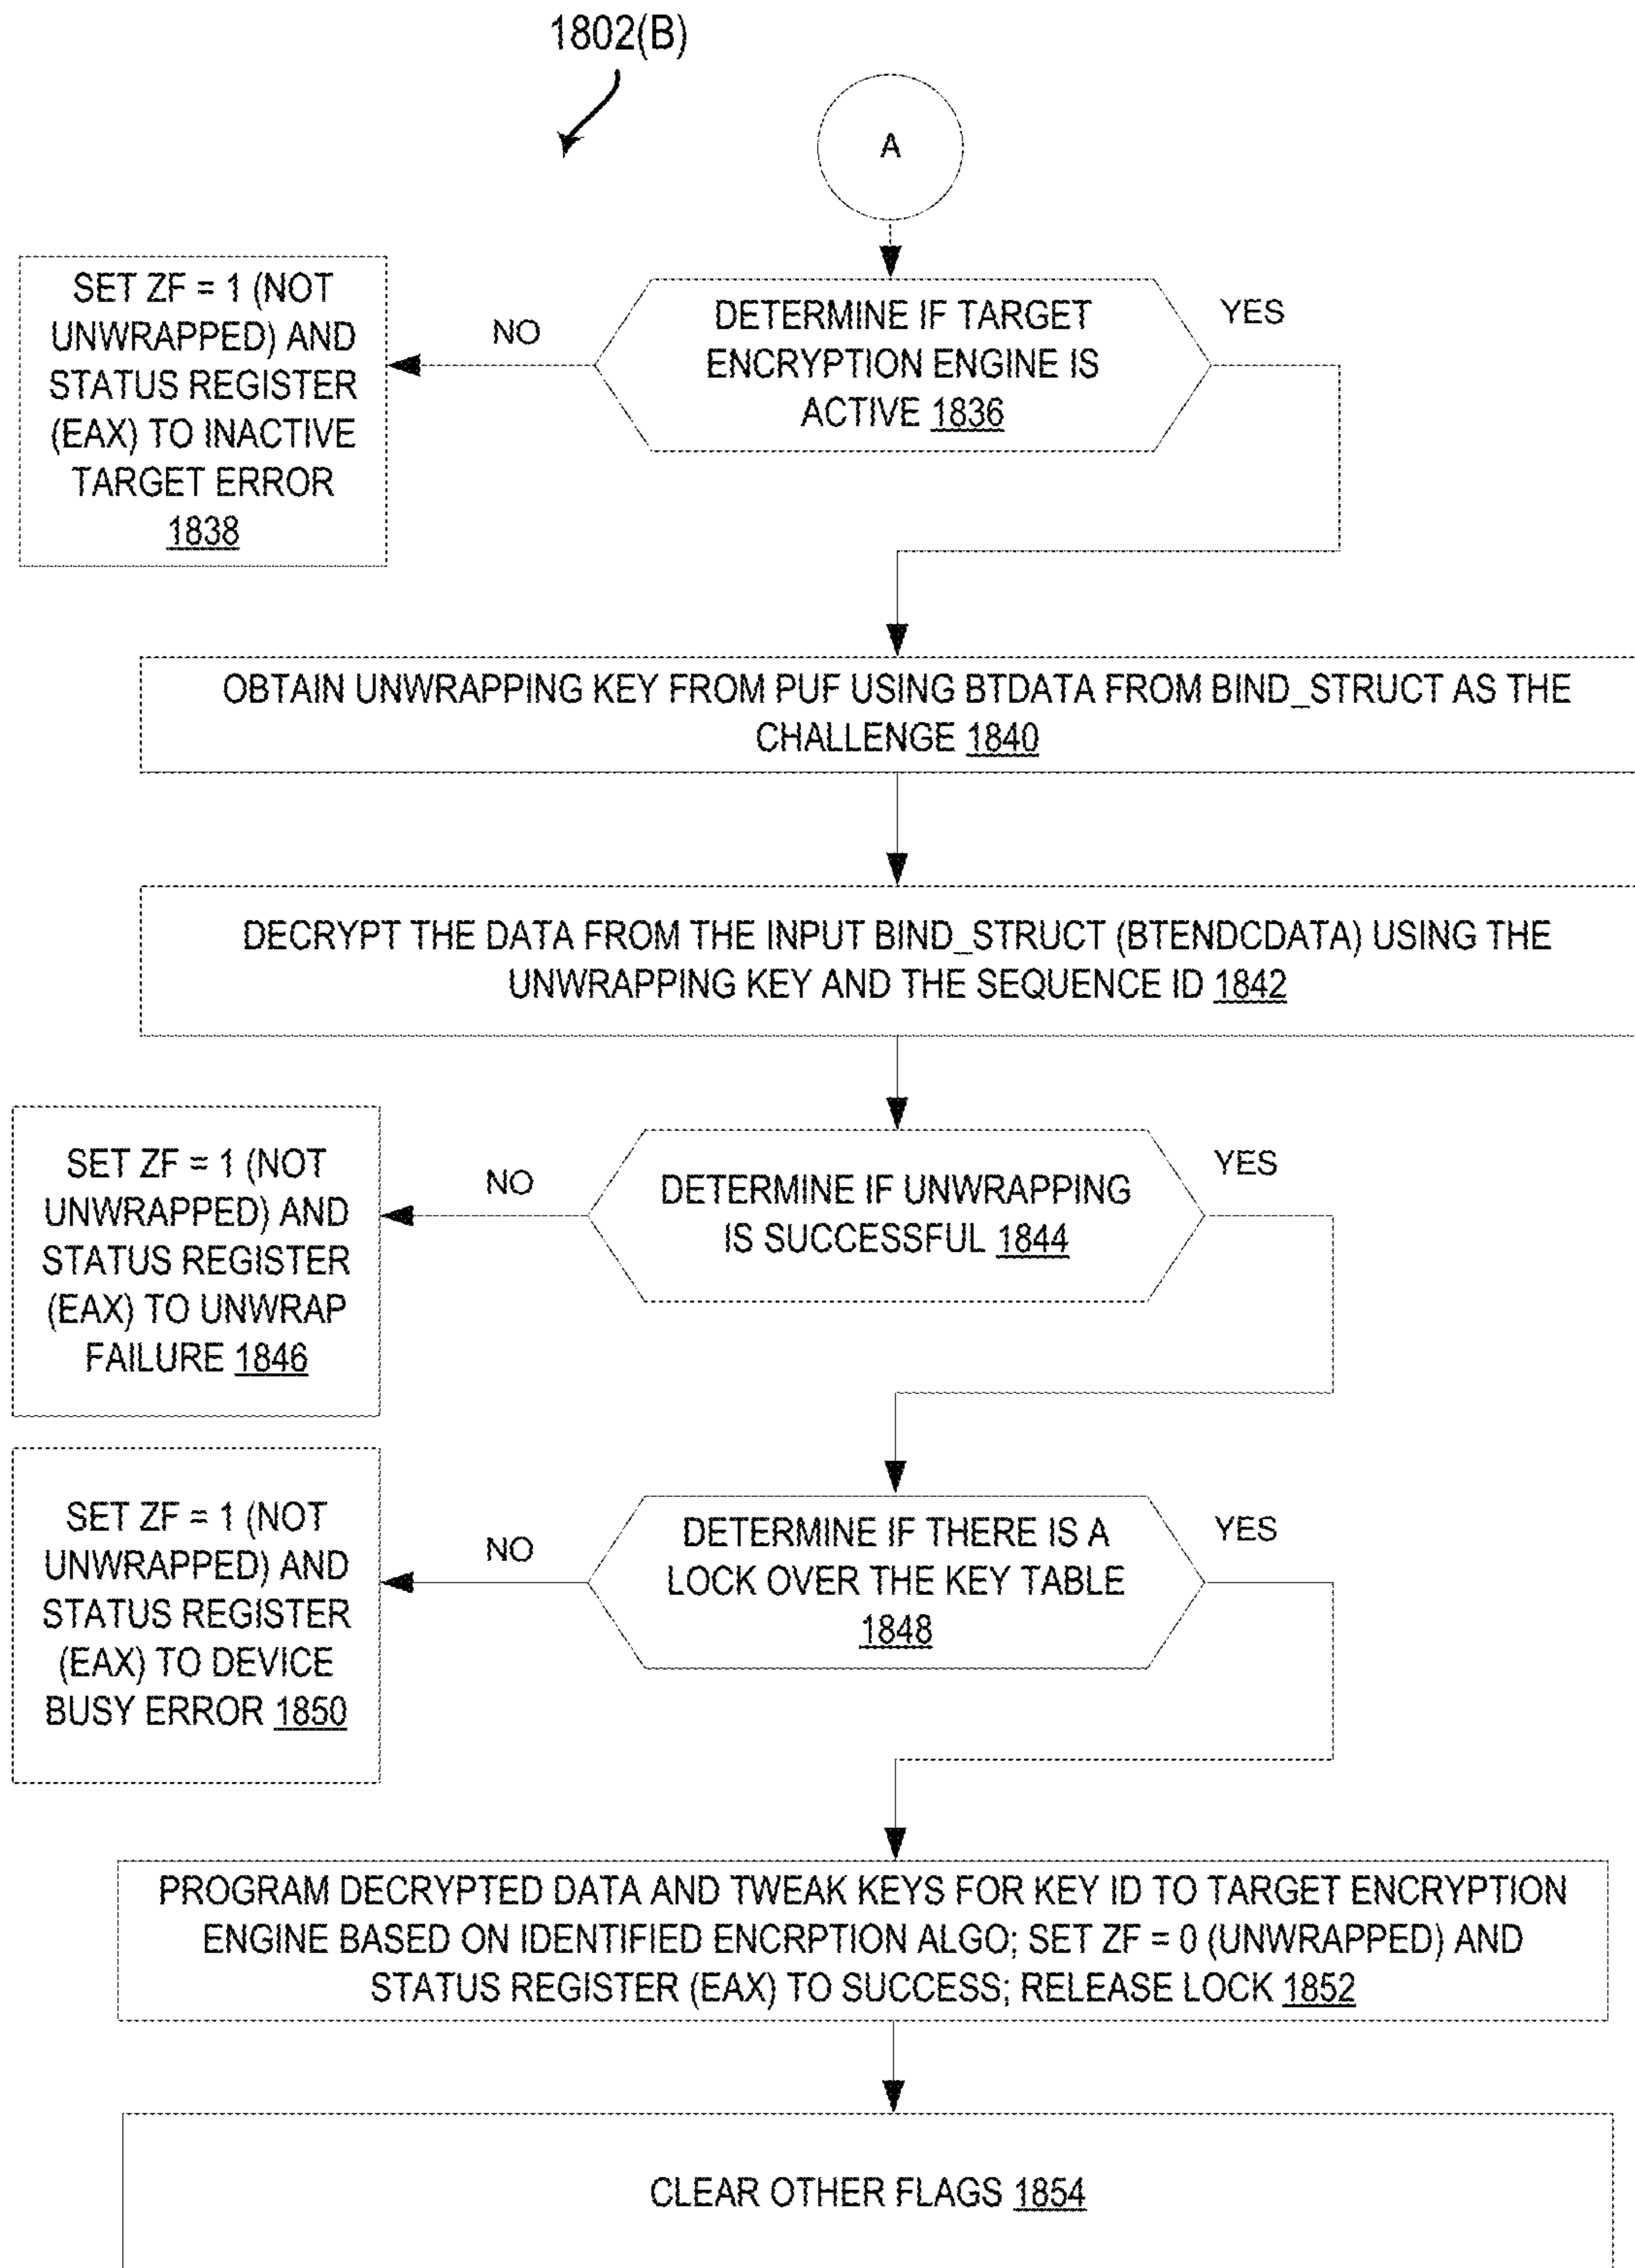 1802(B)
A
SET ZF = 1 (NOT
UNWRAPPED) AND
STATUS REGISTER
(EAX) TO INACTIVE
TARGET ERROR
1838
NO
DETERMINE IF TARGET
ENCRYPTION ENGINE IS
ACTIVE 1836
YES
OBTAIN UNWRAPPING KEY FROM PUF USING BTDATA FROM BIND_STRUCT AS THE
CHALLENGE 1840
DECRYPT THE DATA FROM THE INPUT BIND_STRUCT (BTENDCDATA) USING THE
UNWRAPPING KEY AND THE SEQUENCE ID 1842
SET ZF = 1 (NOT
UNWRAPPED) AND
STATUS REGISTER
(EAX) TO UNWRAP
FAILURE 1846
NO
DETERMINE IF UNWRAPPING
IS SUCCESSFUL 1844
YES
SET ZF = 1 (NOT
UNWRAPPED) AND
STATUS REGISTER
(EAX) TO DEVICE
BUSY ERROR 1850
NO
DETERMINE IF THERE IS A
LOCK OVER THE KEY TABLE
1848
YES
PROGRAM DECRYPTED DATA AND TWEAK KEYS FOR KEY ID TO TARGET ENCRYPTION
ENGINE BASED ON IDENTIFIED ENCRPTION ALGO; SET ZF = 0 (UNWRAPPED) AND
STATUS REGISTER (EAX) TO SUCCESS; RELEASE LOCK 1852
CLEAR OTHER FLAGS 1854